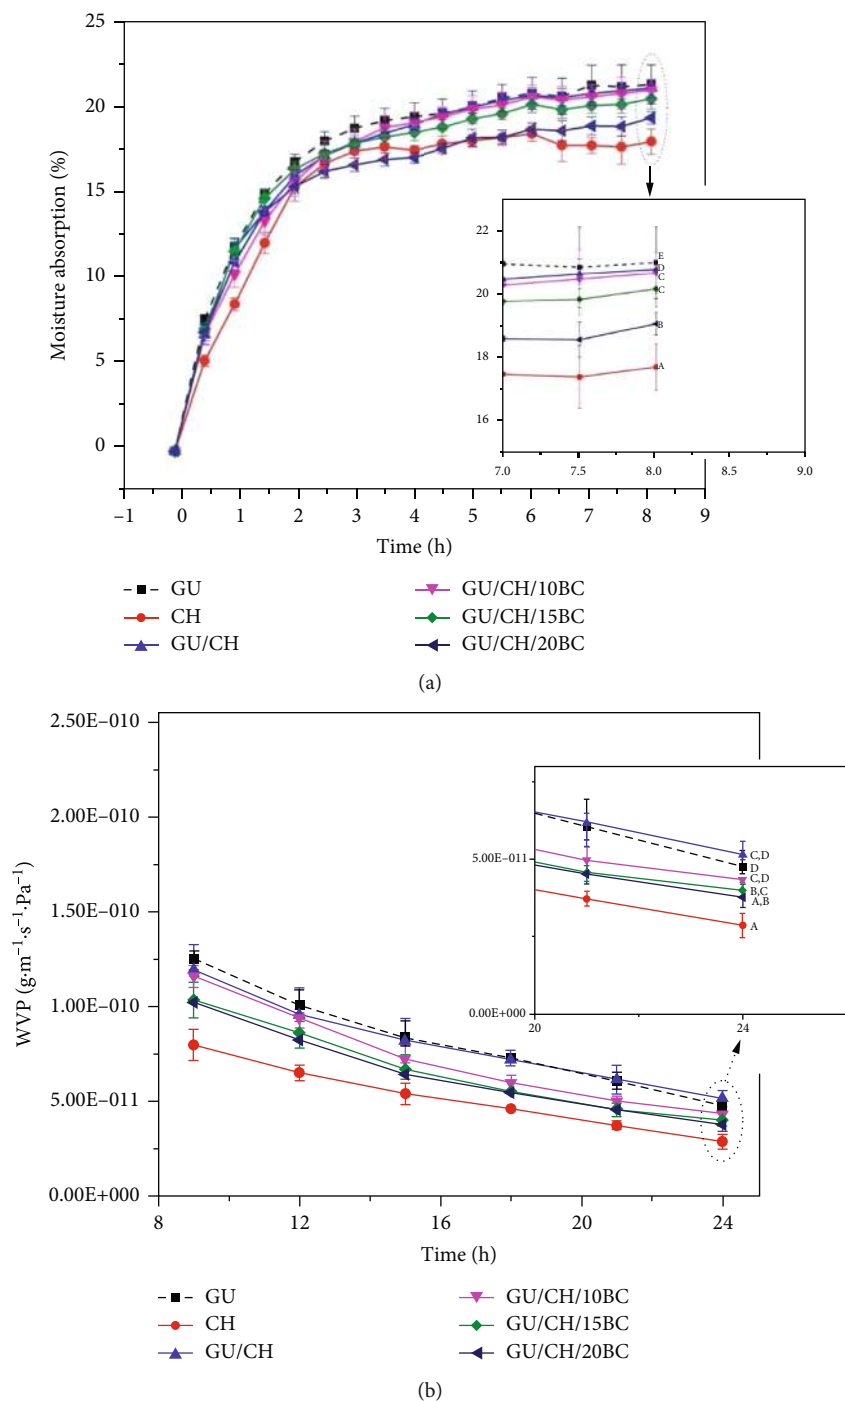 25
20
15
10
5
0
Moisture absorption (%)
−1 0 1 2 3 4 5 6 7 8 9
Time (h)
22
20
18
16
7.0 7.5 8.0 8.5 9.0
E
D
C
C
B
A
GU
CH
GU/CH
GU/CH/10BC
GU/CH/15BC
GU/CH/20BC
(a)
2.50E−010
2.00E−010
1.50E−010
1.00E−010
5.00E−011
0.00E+000
WVP (g·m⁻¹·s⁻¹·Pa⁻¹)
8 12 16 20 24
Time (h)
5.00E−011
0.00E+000
20 22 24
C,D
D
C,D
B,C
A,B
A
GU
CH
GU/CH
GU/CH/10BC
GU/CH/15BC
GU/CH/20BC
(b)